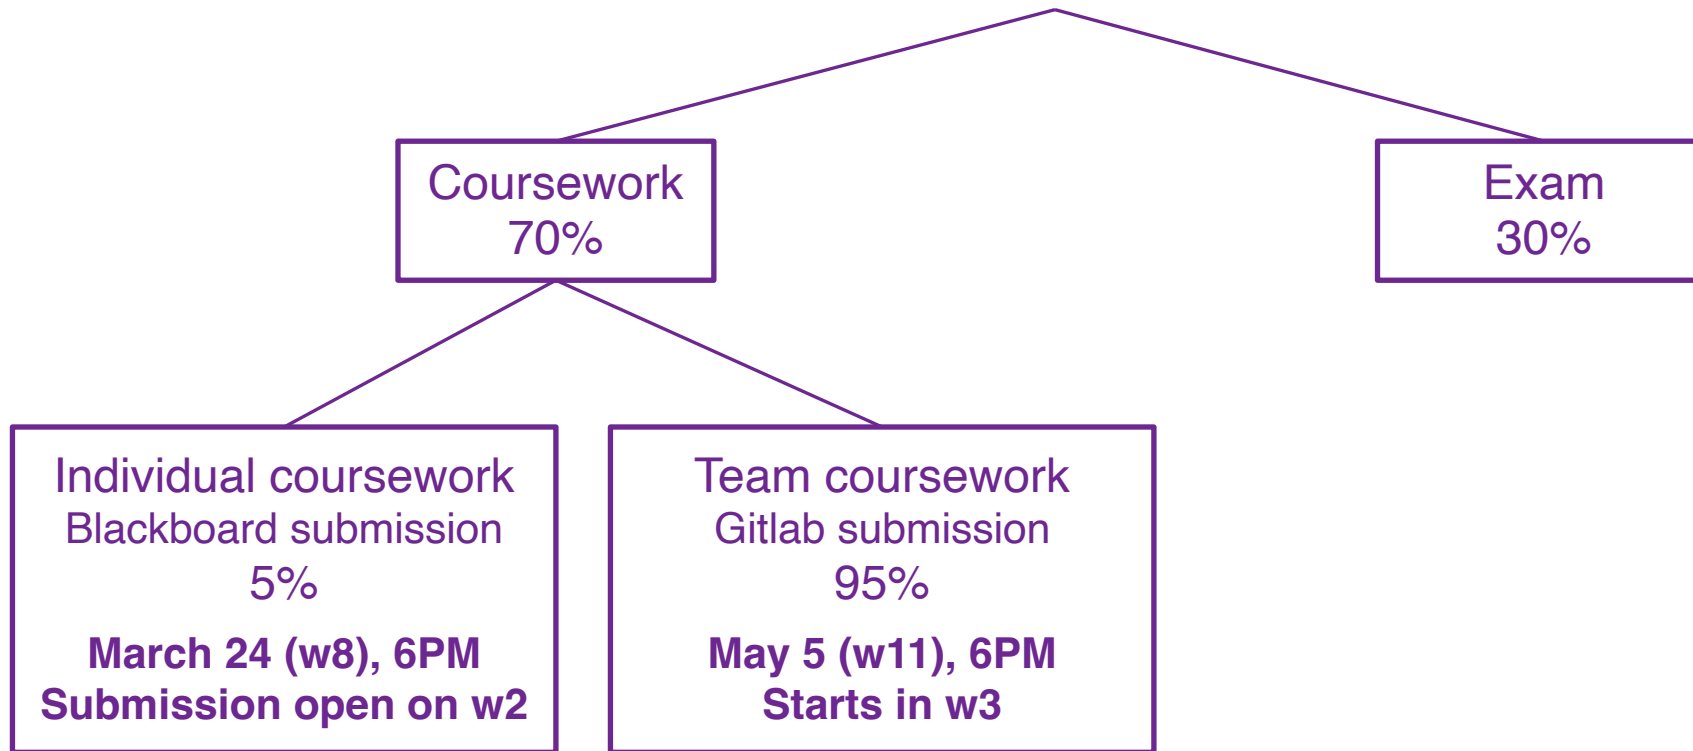 Coursework
70%
Exam
30%
Individual coursework
Blackboard submission
5%
March 24 (w8), 6PM
Submission open on w2
Team coursework
Gitlab submission
95%
May 5 (w11), 6PM
Starts in w3